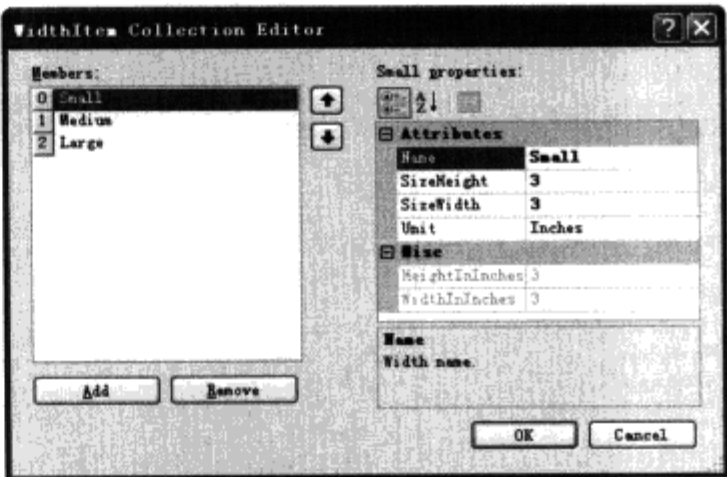 WidthItem Collection Editor
Members:
0 Small
1 Medium
2 Large
Add
Remove
Small properties:
Attributes
Name Small
SizeHeight 3
SizeWidth 3
Unit Inches
Misc
HeightInInches 3
WidthInInches 3
Name
Width name.
OK
Cancel